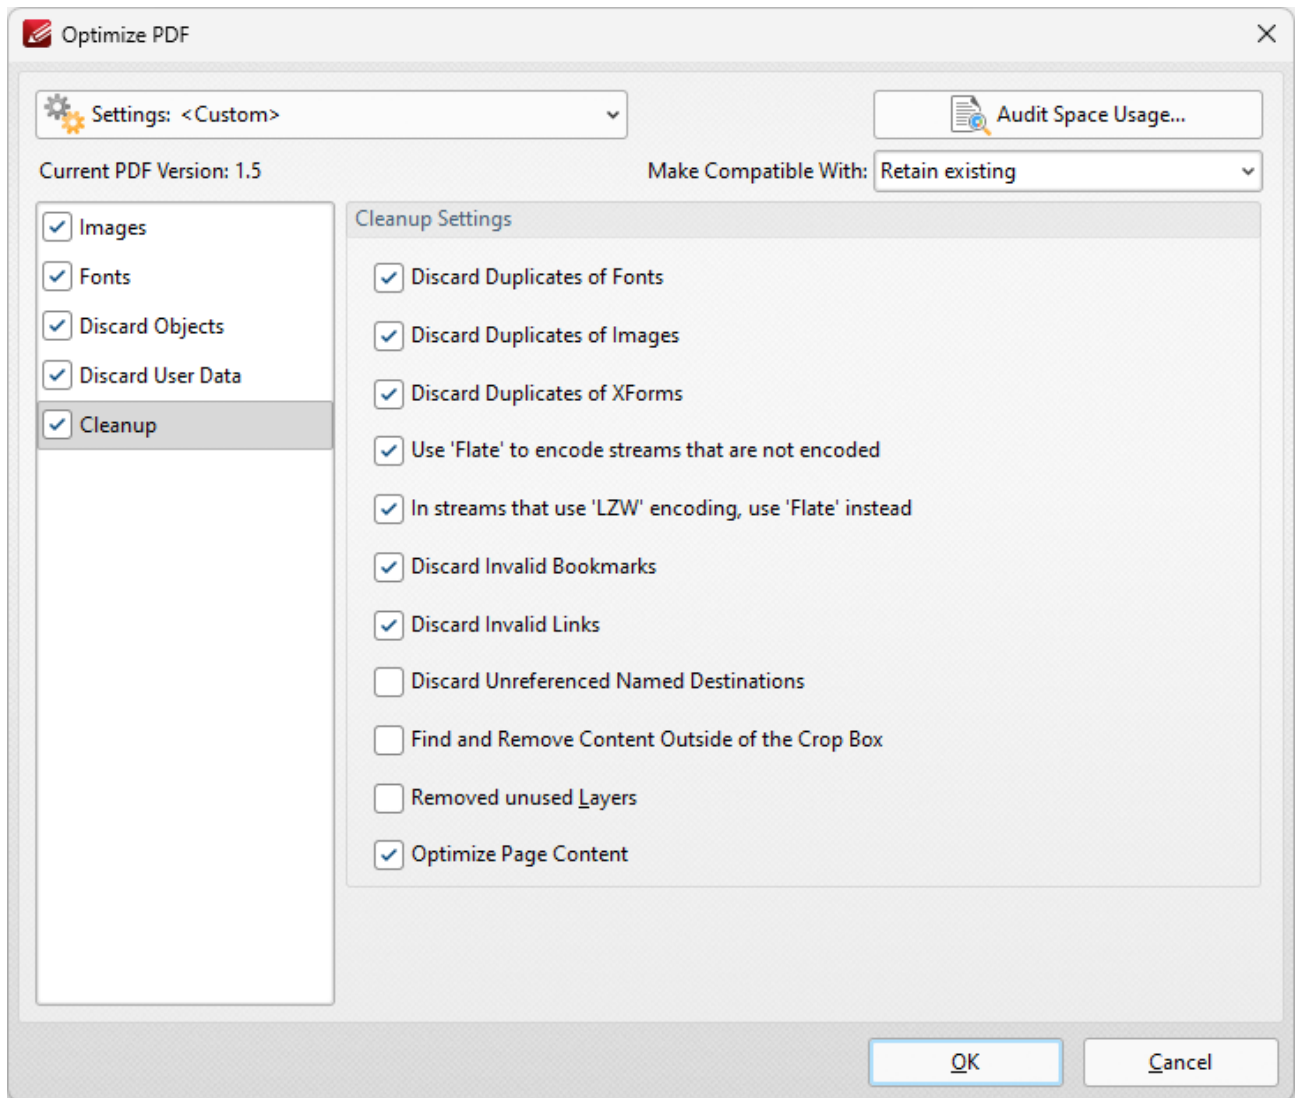 Optimize PDF
Settings: <Custom>
Audit Space Usage...
Current PDF Version: 1.5
Make Compatible With: Retain existing
Images
Fonts
Discard Objects
Discard User Data
Cleanup
Cleanup Settings
Discard Duplicates of Fonts
Discard Duplicates of Images
Discard Duplicates of XForms
Use 'Flate' to encode streams that are not encoded
In streams that use 'LZW' encoding, use 'Flate' instead
Discard Invalid Bookmarks
Discard Invalid Links
Discard Unreferenced Named Destinations
Find and Remove Content Outside of the Crop Box
Removed unused Layers
Optimize Page Content
OK
Cancel